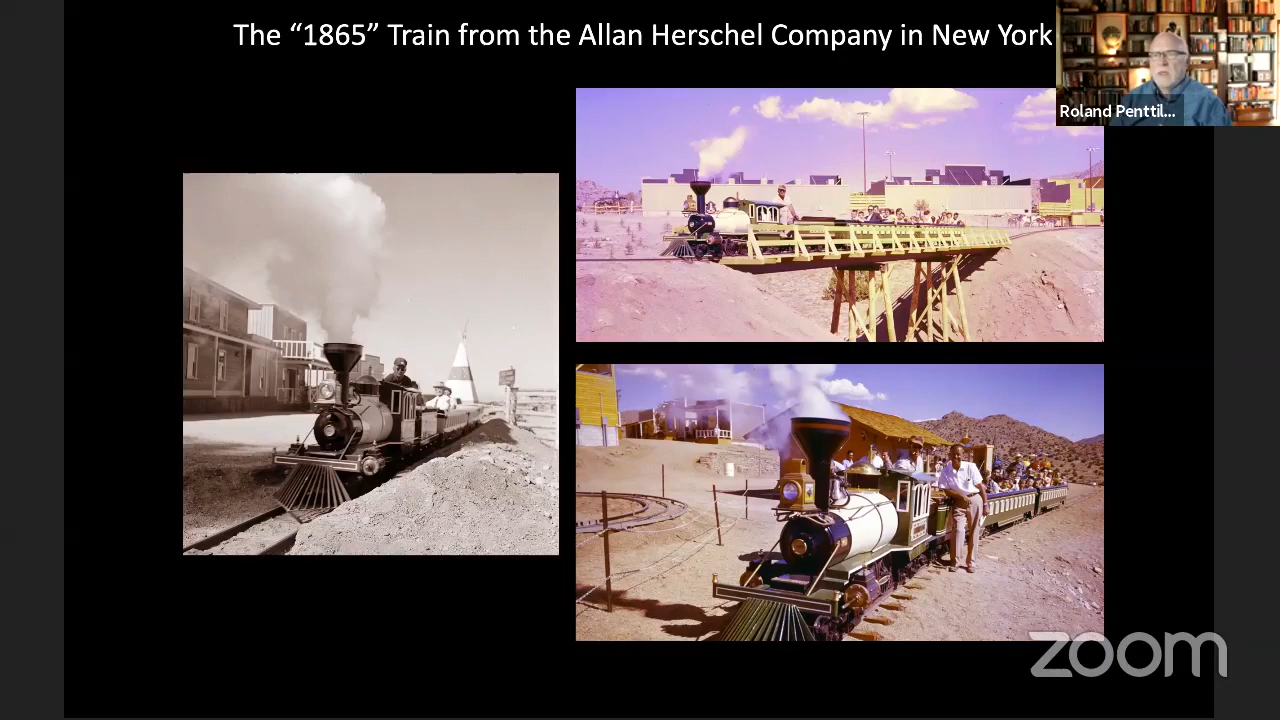 The “1865” Train from the Allan Herschel Company in New York
Roland Penttil...
zoom